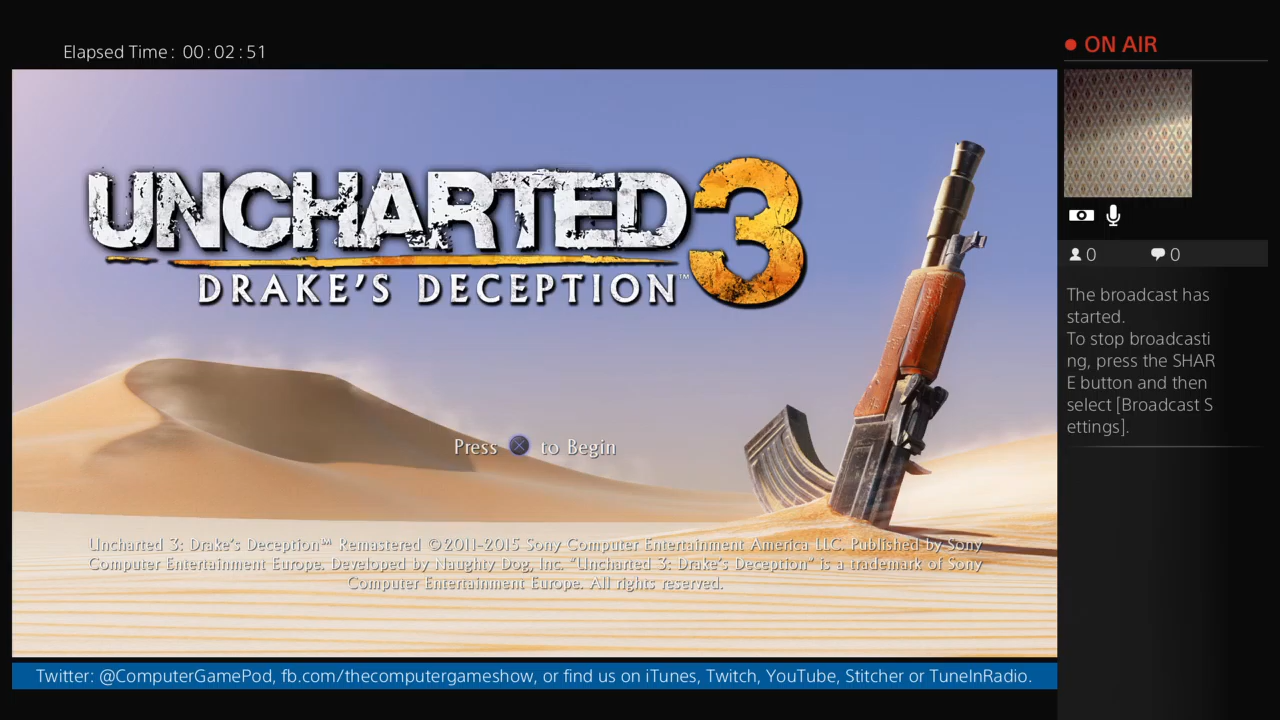 Elapsed Time: 00:02:51
ON AIR
UNCHARTED 3
DRAKE'S DECEPTION™
Press ⊗ to Begin
Uncharted 3: Drake's Deception℠ Remastered ©2011-2015 Sony Computer Entertainment America LLC. Published by Sony
Computer Entertainment Europe. Developed by Naughty Dog, Inc. "Uncharted 3: Drake's Deception" is a trademark of Sony
Computer Entertainment Europe. All rights reserved.
Twitter: @ComputerGamePod, fb.com/thecomputergameshow, or find us on iTunes, Twitch, YouTube, Stitcher or TuneInRadio.
0 0
The broadcast has
started.
To stop broadcasti
ng, press the SHAR
E button and then
select [Broadcast S
ettings].